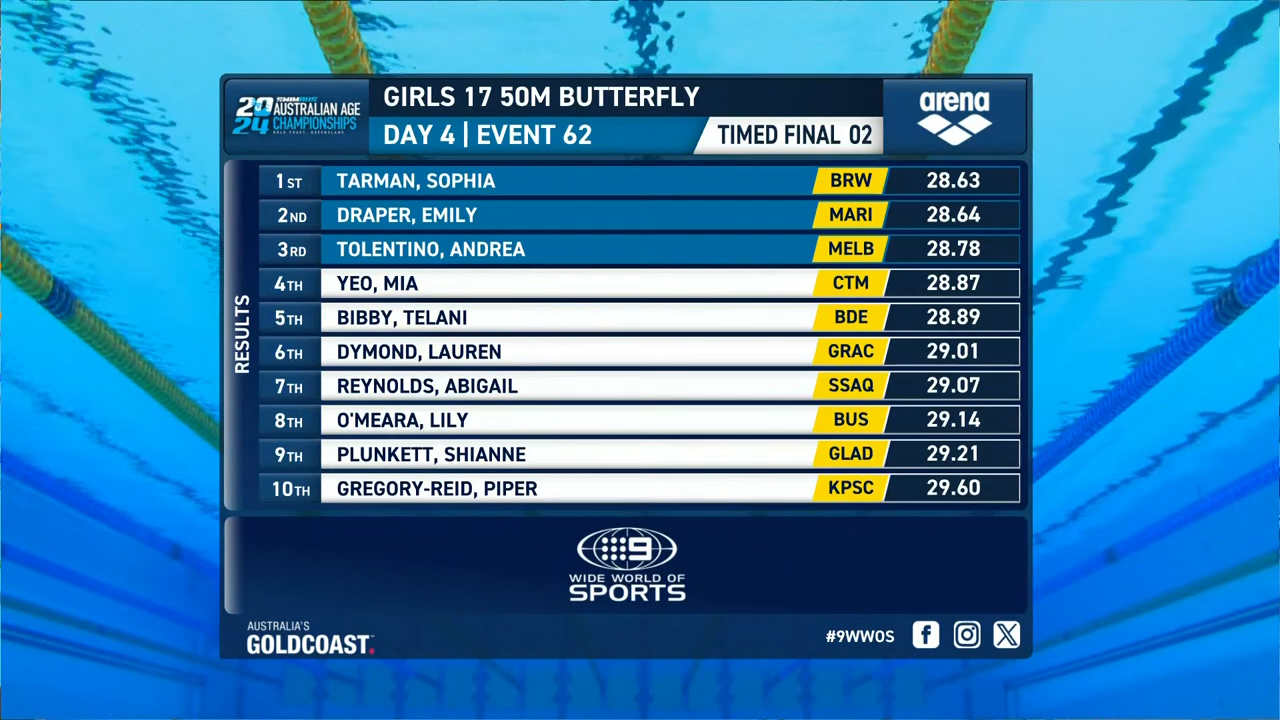 SWIMAUS
2024 AUSTRALIAN AGE
CHAMPIONSHIPS
GOLD COAST, QUEENSLAND
GIRLS 17 50M BUTTERFLY
DAY 4 | EVENT 62
TIMED FINAL 02
arena
RESULTS
1ST TARMAN, SOPHIA BRW 28.63
2ND DRAPER, EMILY MARI 28.64
3RD TOLENTINO, ANDREA MELB 28.78
4TH YEO, MIA CTM 28.87
5TH BIBBY, TELANI BDE 28.89
6TH DYMOND, LAUREN GRAC 29.01
7TH REYNOLDS, ABIGAIL SSAQ 29.07
8TH O'MEARA, LILY BUS 29.14
9TH PLUNKETT, SHIANNE GLAD 29.21
10TH GREGORY-REID, PIPER KPSC 29.60
9
WIDE WORLD OF
SPORTS
AUSTRALIA'S
GOLDCOAST.
#9WWOS